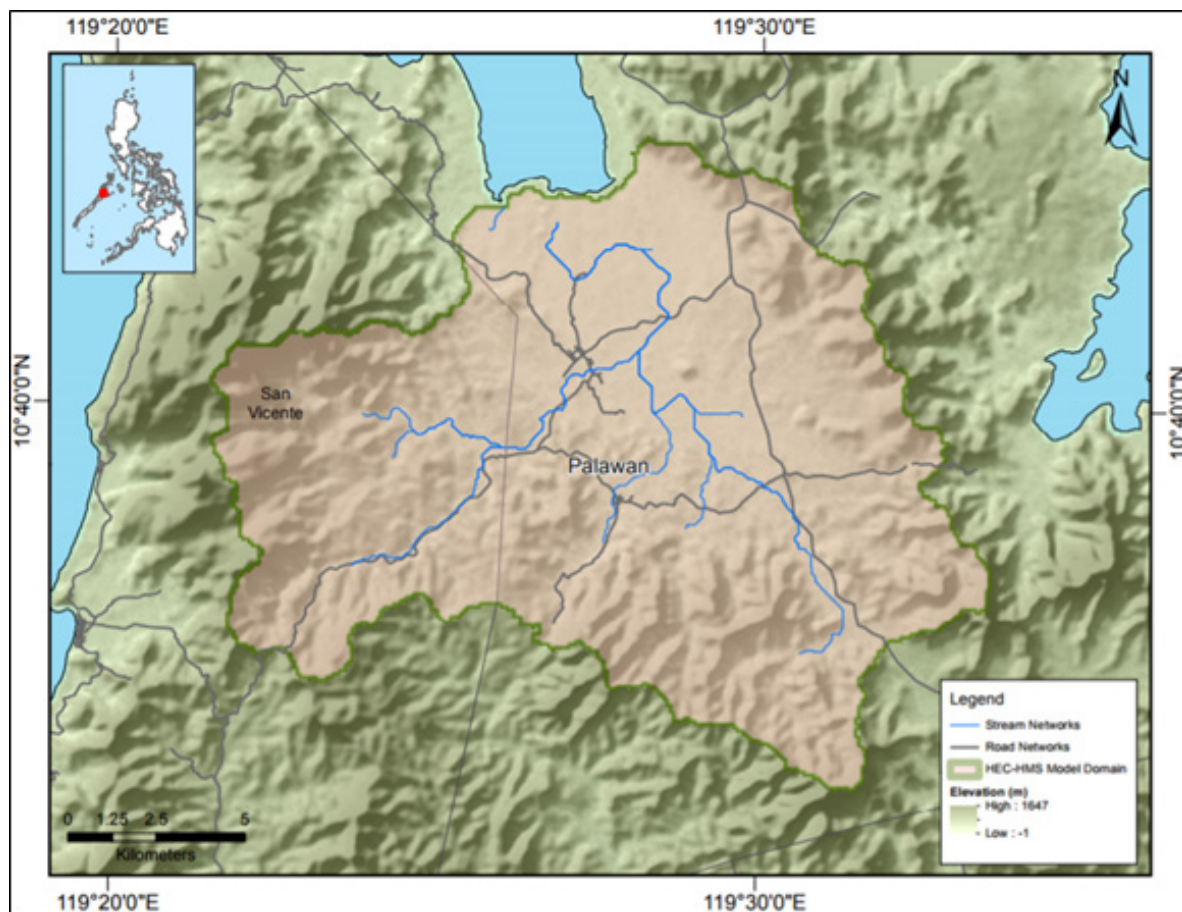 119°20'0"E
119°30'0"E
N
10°40'0"N
10°40'0"N
San
Vicente
Palawan
Legend
Stream Networks
Road Networks
HEC-HMS Model Domain
Elevation (m)
High : 1647
Low : -1
0 1.25 2.5 5
Kilometers
119°20'0"E
119°30'0"E